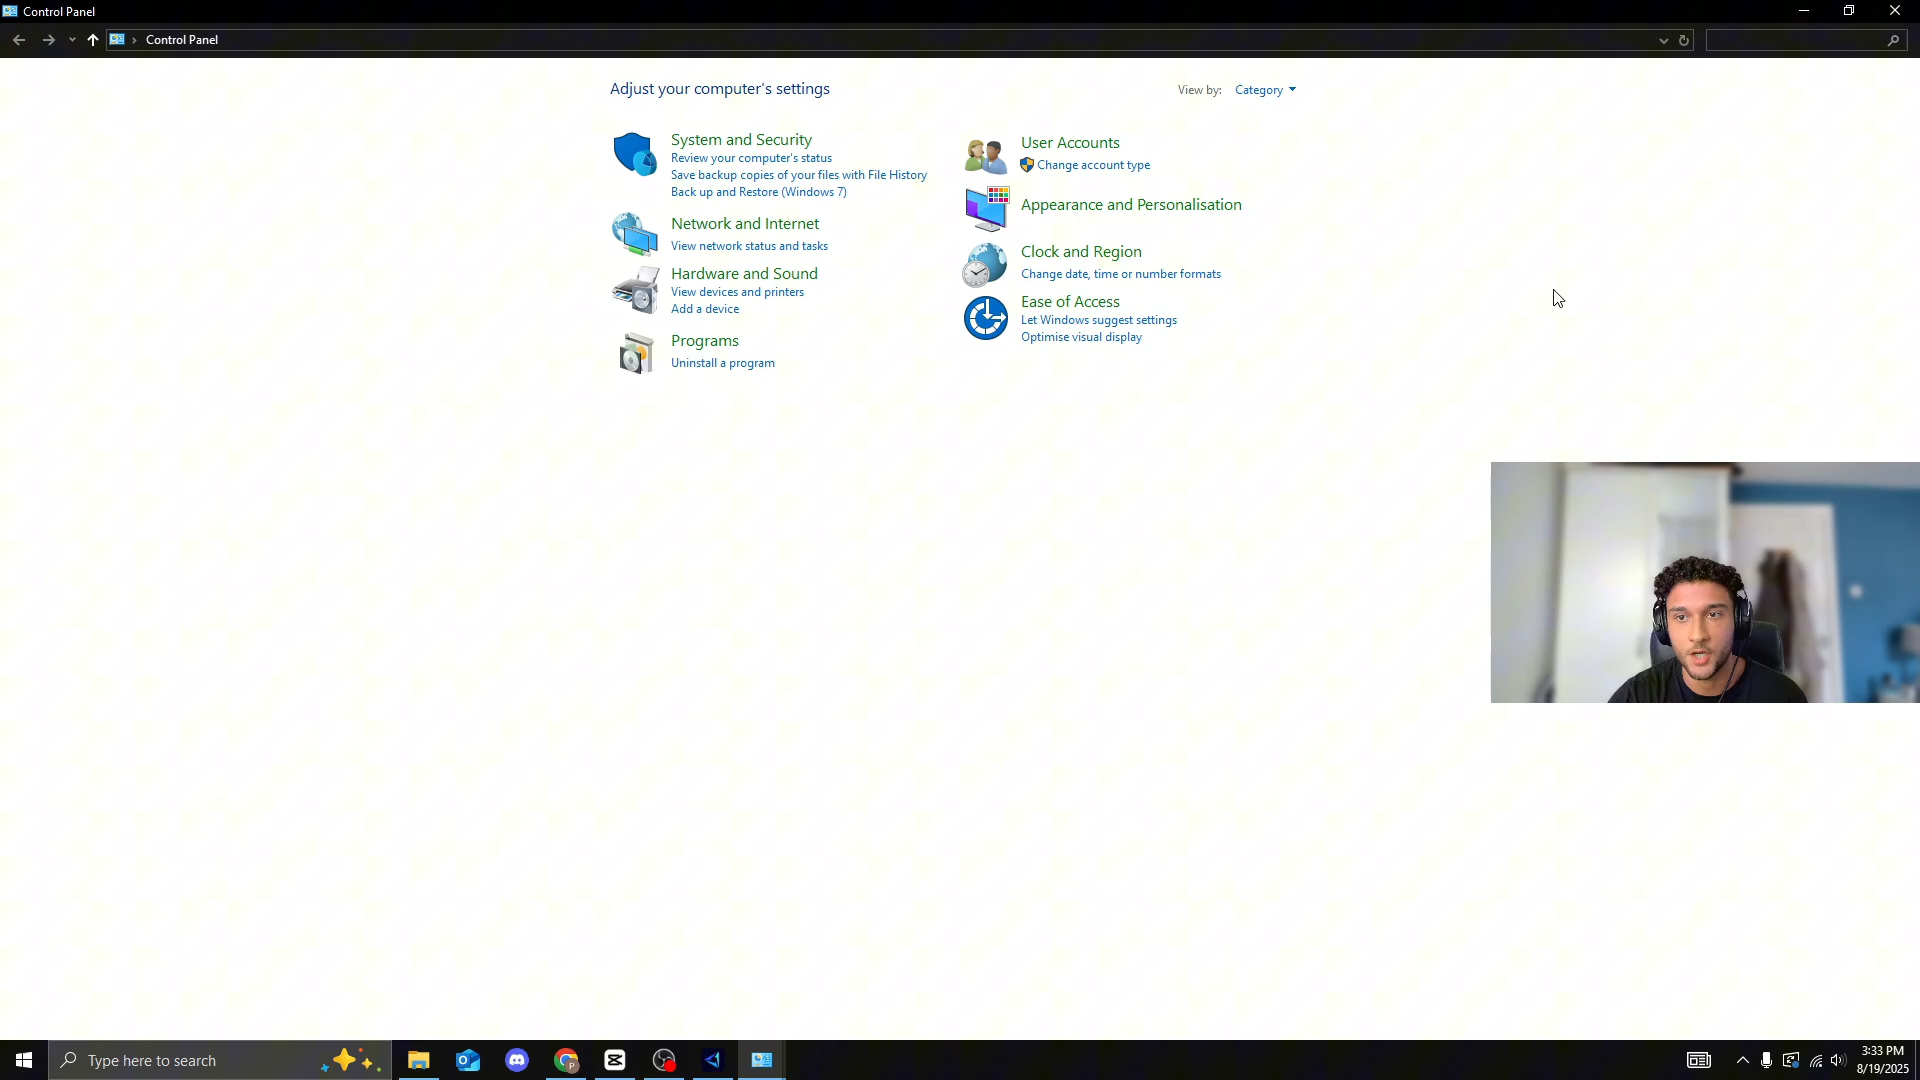 Control Panel
Control Panel
Adjust your computer's settings
View by: Category
System and Security
Review your computer's status
Save backup copies of your files with File History
Back up and Restore (Windows 7)
Network and Internet
View network status and tasks
Hardware and Sound
View devices and printers
Add a device
Programs
Uninstall a program
User Accounts
Change account type
Appearance and Personalisation
Clock and Region
Change date, time or number formats
Ease of Access
Let Windows suggest settings
Optimise visual display
Type here to search
3:33 PM
8/19/2025